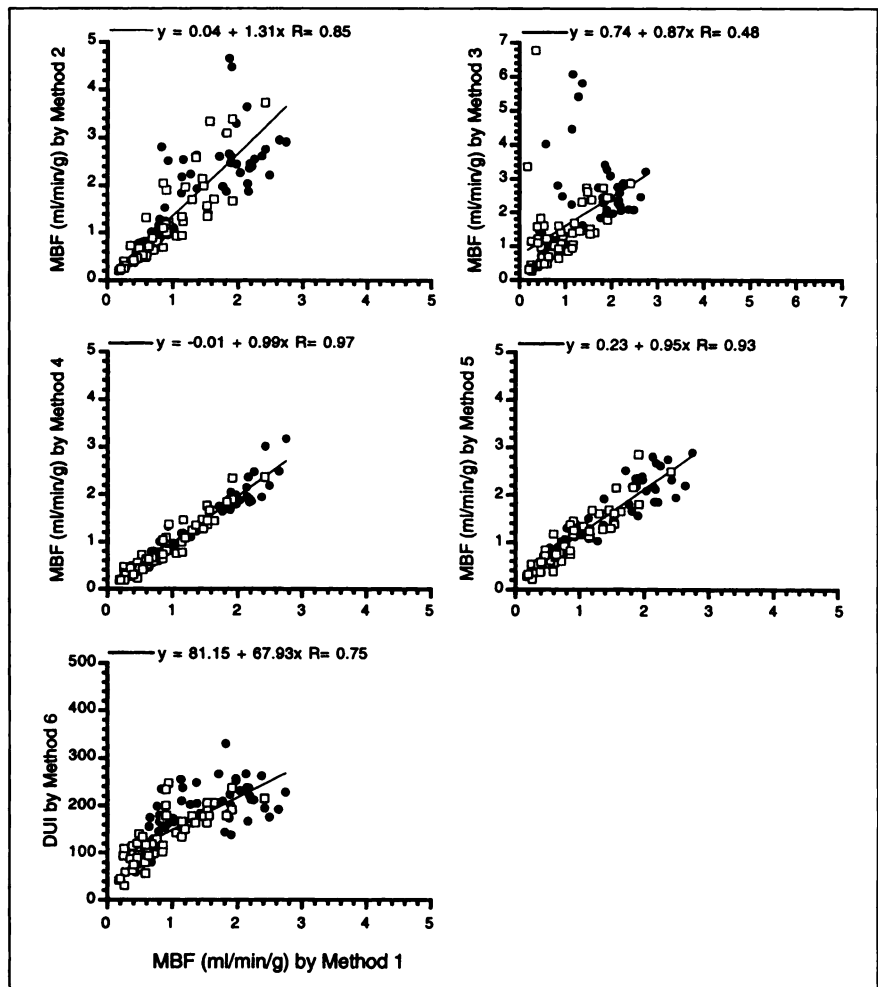 y = 0.04 + 1.31x R= 0.85
MBF (ml/min/g) by Method 2
5
4
3
2
1
0
0 1 2 3 4 5
y = 0.74 + 0.87x R= 0.48
MBF (ml/min/g) by Method 3
7
6
5
4
3
2
1
0
0 1 2 3 4 5 6 7
y = -0.01 + 0.99x R= 0.97
MBF (ml/min/g) by Method 4
5
4
3
2
1
0
0 1 2 3 4 5
y = 0.23 + 0.95x R= 0.93
MBF (ml/min/g) by Method 5
5
4
3
2
1
0
0 1 2 3 4 5
y = 81.15 + 67.93x R= 0.75
DUI by Method 6
500
400
300
200
100
0
0 1 2 3 4 5
MBF (ml/min/g) by Method 1